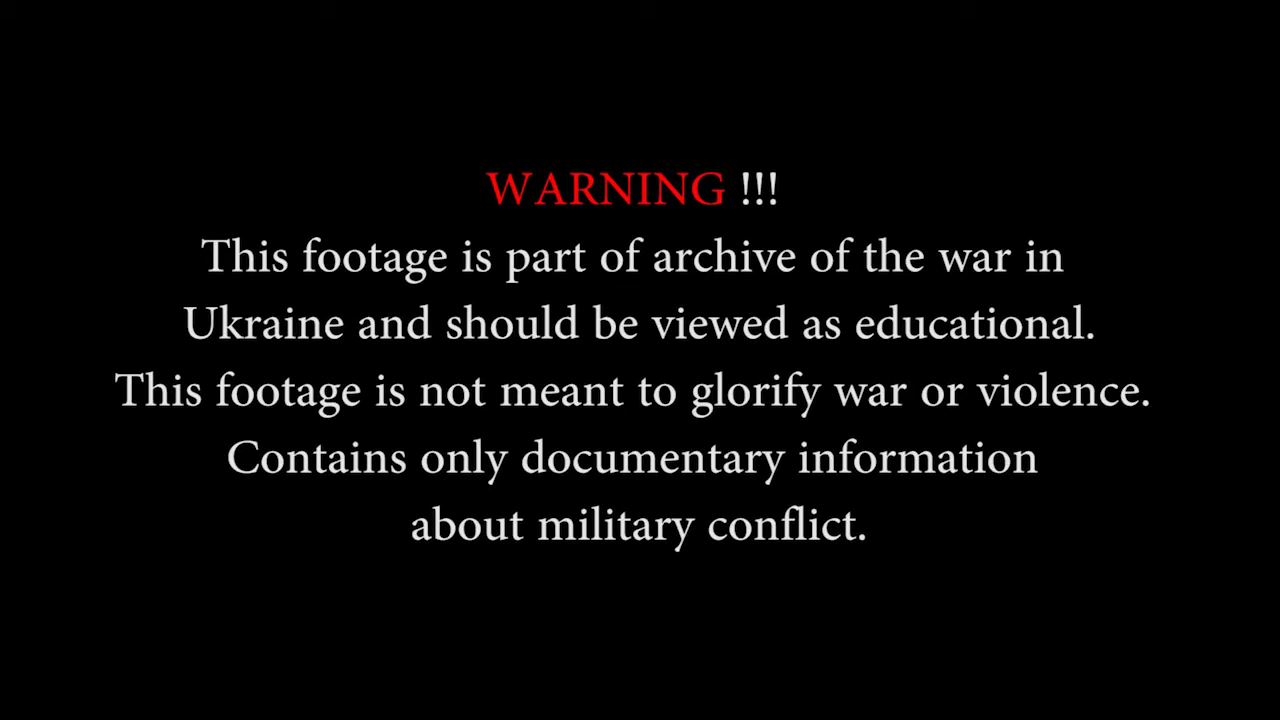 WARNING !!!
This footage is part of archive of the war in
Ukraine and should be viewed as educational.
This footage is not meant to glorify war or violence.
Contains only documentary information
about military conflict.